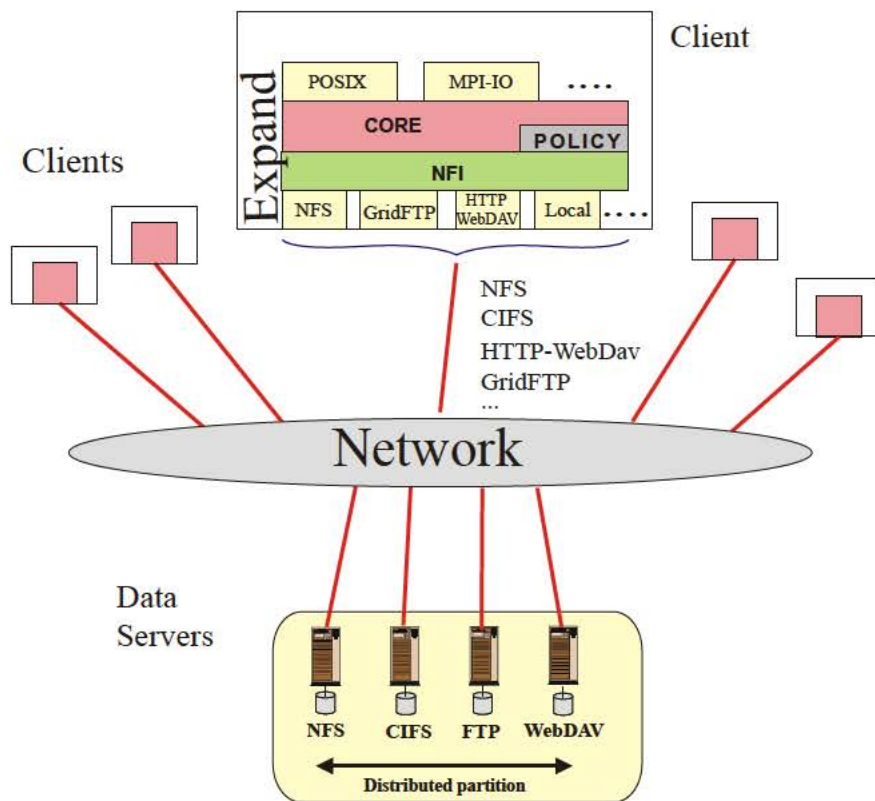 Client
Expand
POSIX
MPI-IO
....
CORE
POLICY
NFI
NFS
GridFTP
HTTP
WebDAV
Local
....
Clients
NFS
CIFS
HTTP-WebDav
GridFTP
...
Network
Data
Servers
NFS
CIFS
FTP
WebDAV
Distributed partition